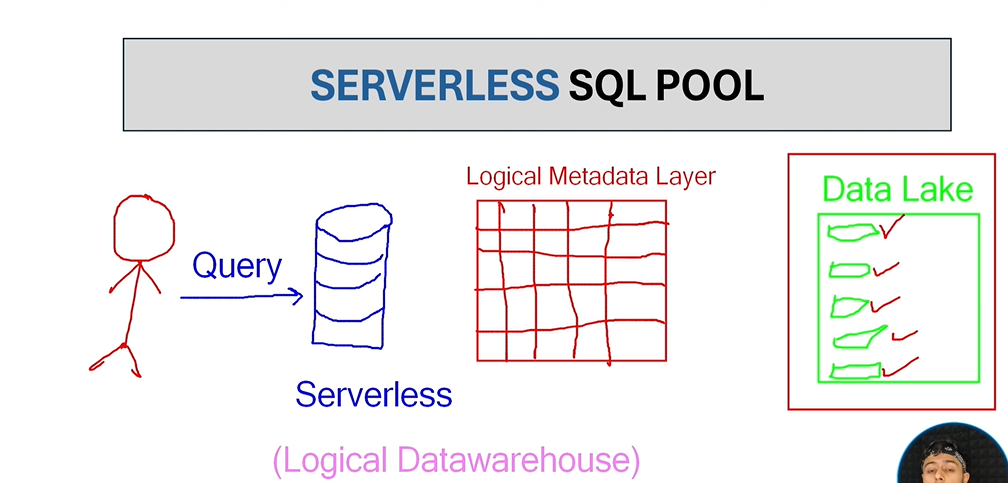 SERVERLESS SQL POOL
Logical Metadata Layer
Data Lake
Query
Serverless
(Logical Datawarehouse)